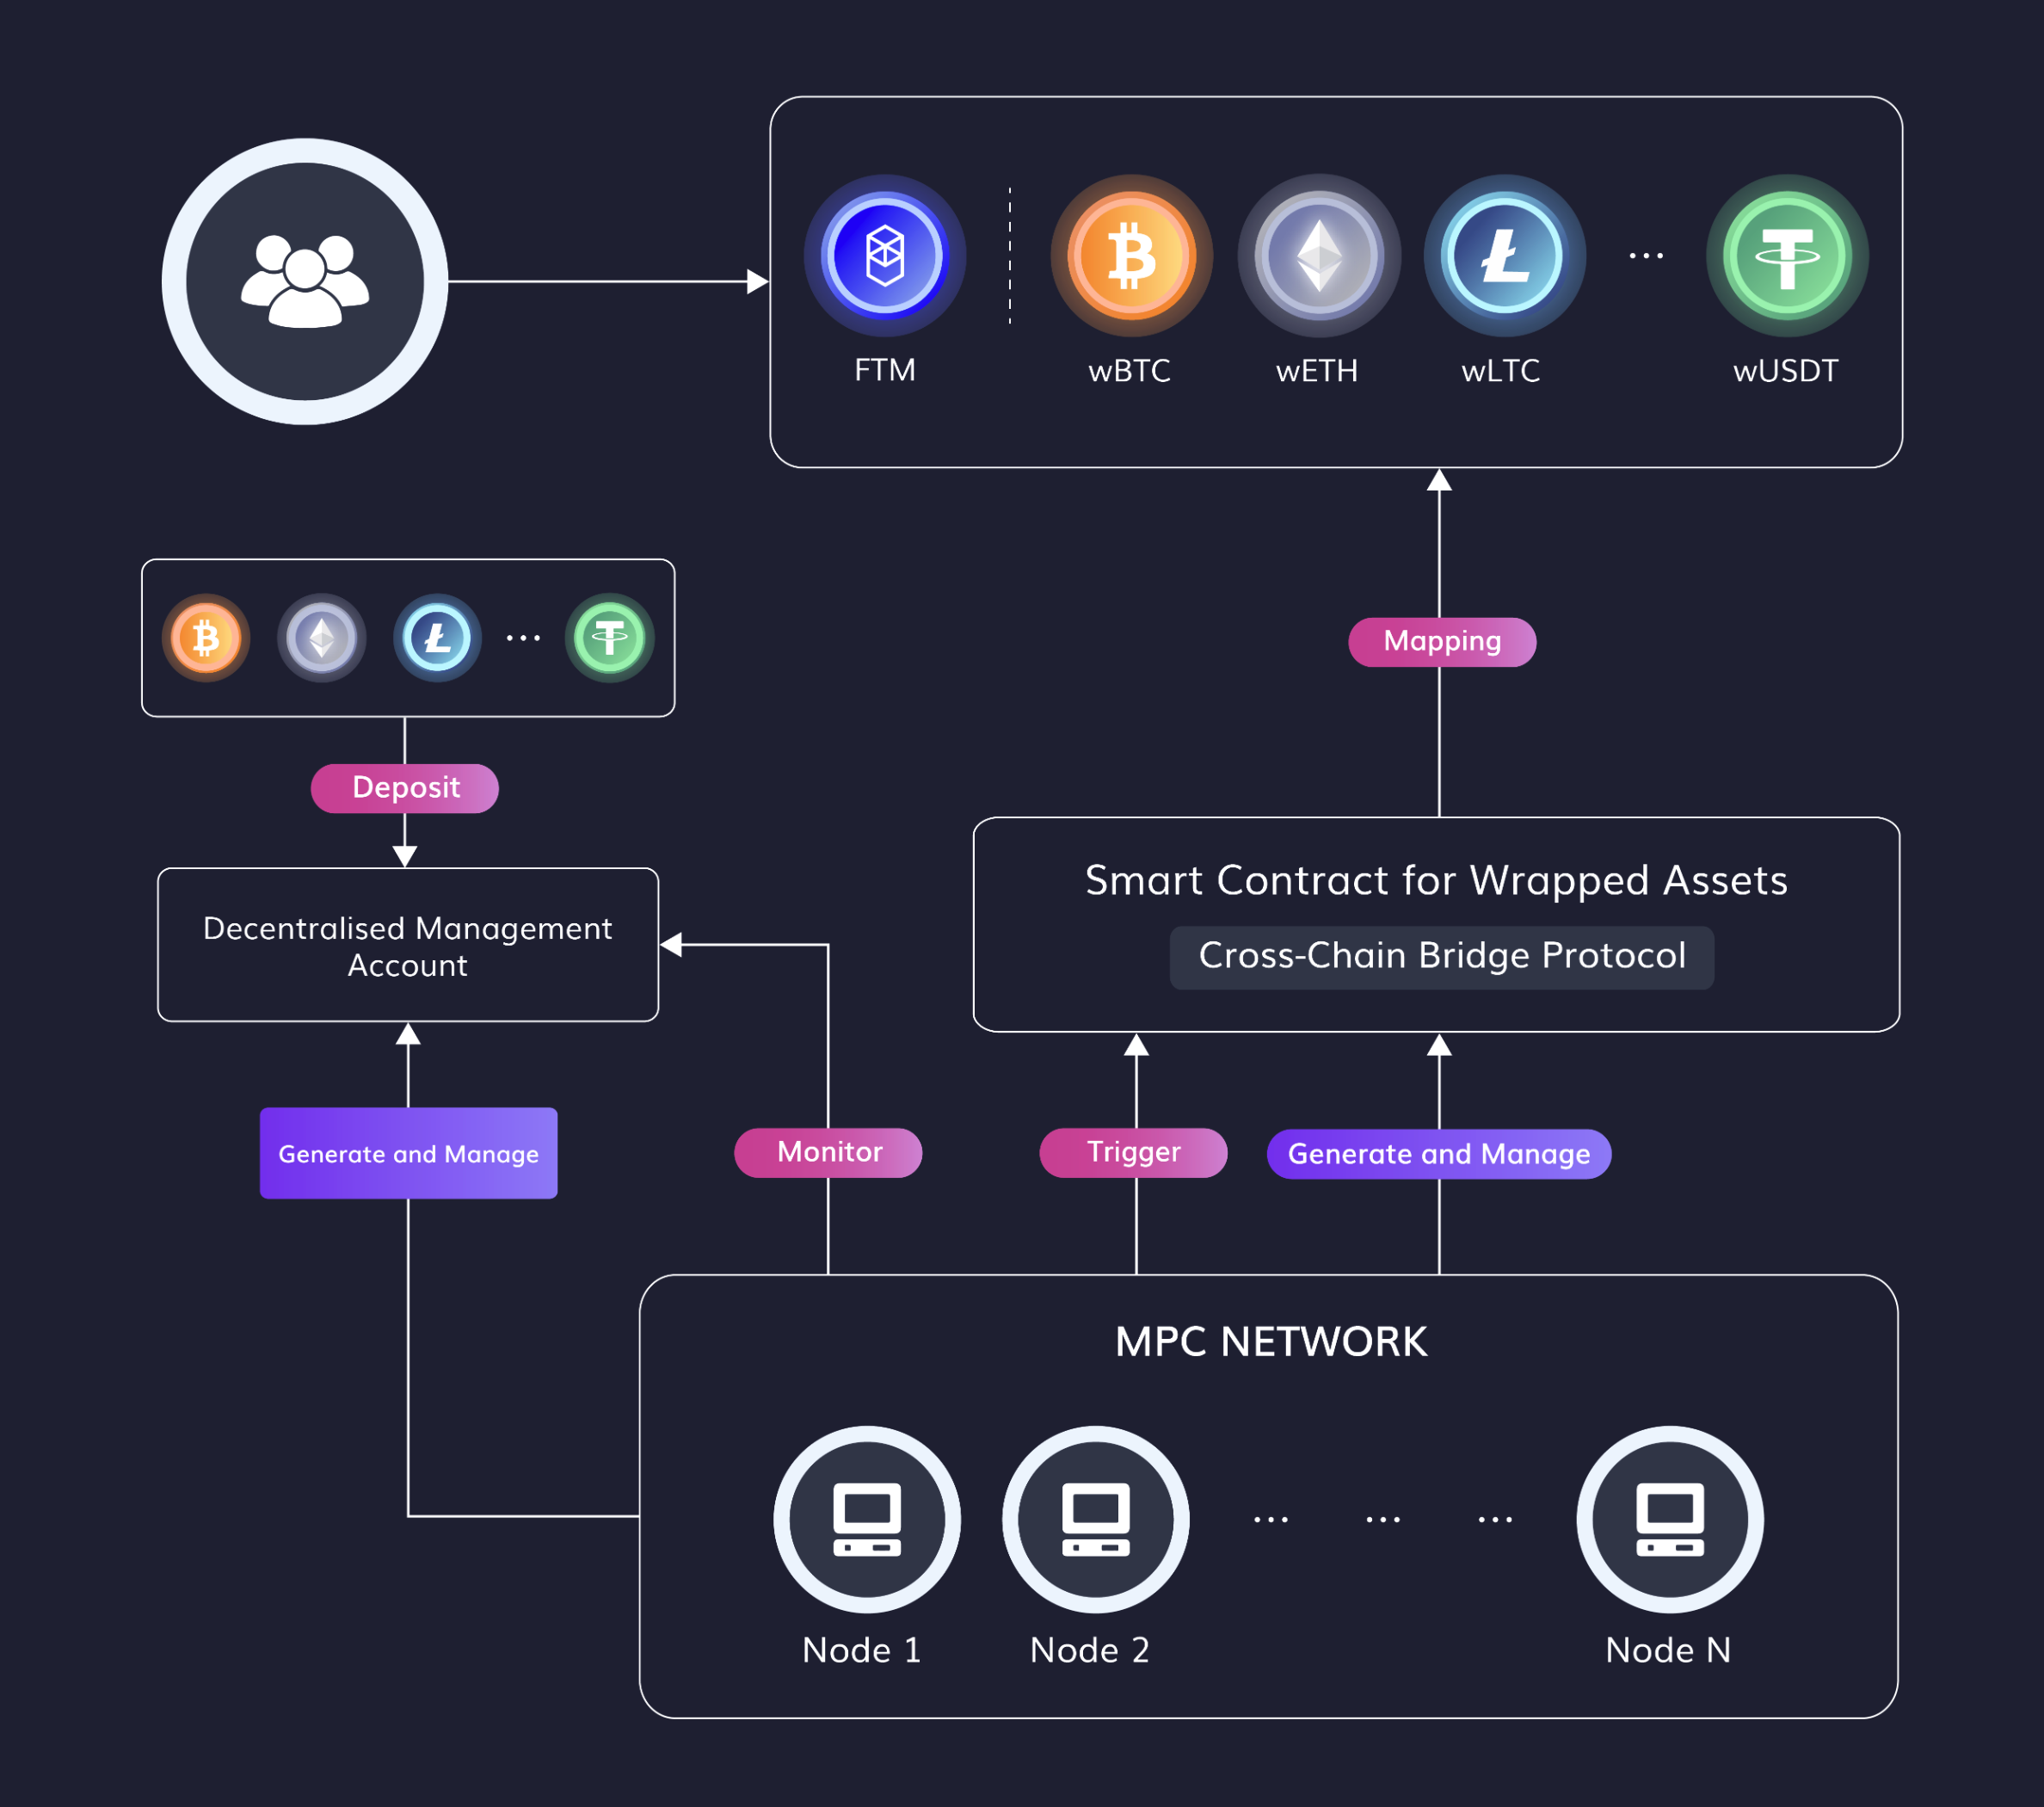 FTM
wBTC
wETH
wLTC
...
wUSDT
...
Mapping
Deposit
Smart Contract for Wrapped Assets
Cross-Chain Bridge Protocol
Decentralised Management
Account
Generate and Manage
Monitor
Trigger
Generate and Manage
MPC NETWORK
... ... ...
Node 1
Node 2
Node N